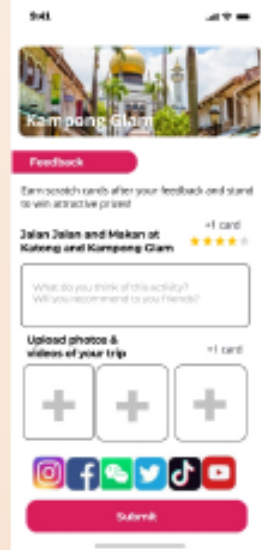 9:41
Kampong Glam
Feedback
Earn scratch cards after your feedback and stand
to win attractive prizes!
+1 card
Jalan Jalan and Makan at
Katong and Kampong Glam
What do you think of this activity?
Will you recommend to you friends?
Upload photos &
videos of your trip
+1 card
Submit